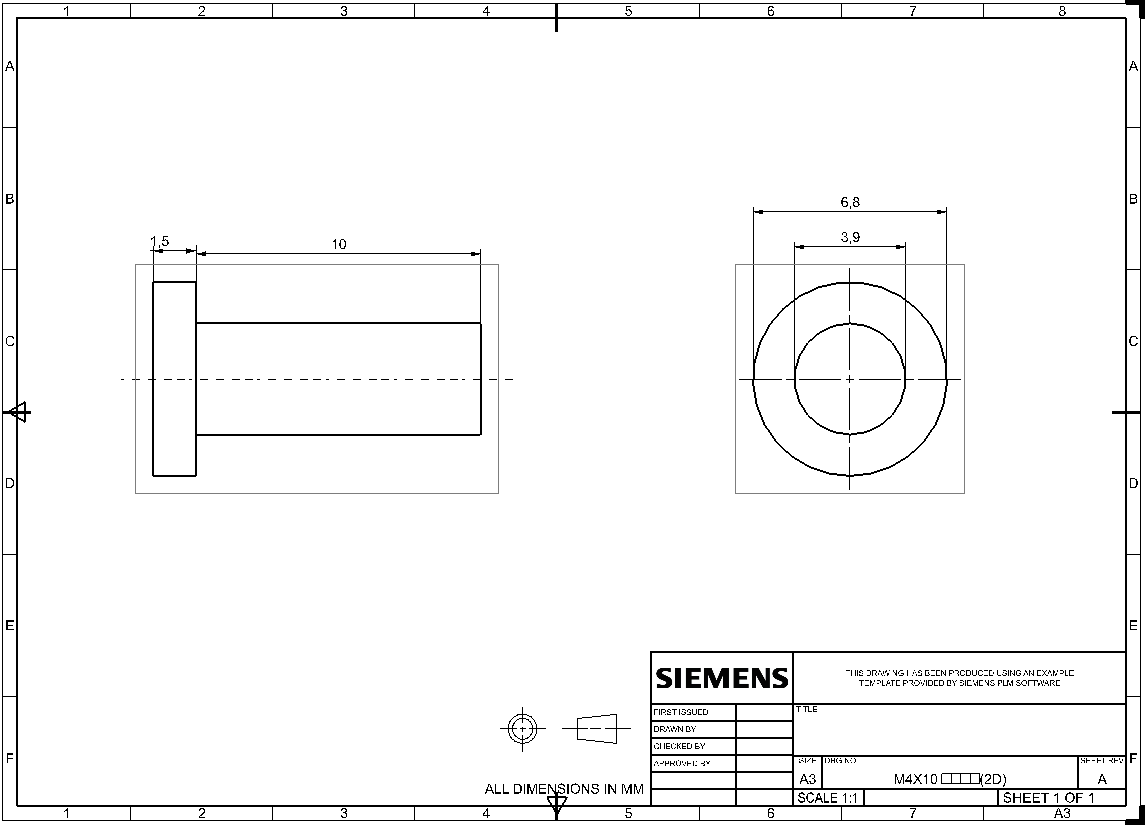 1 2 3 4 5 6 7 8
A A
B B
C C
D D
E E
F F
1,5
10
6,8
3,9
SIEMENS
THIS DRAWING HAS BEEN PRODUCED USING AN EXAMPLE
TEMPLATE PROVIDED BY SIEMENS PLM SOFTWARE
FIRST ISSUED
TITLE
DRAWN BY
CHECKED BY
APPROVED BY
SIZE DRG NO. SHEET REV
A3 M4X10 □□□□(2D) A
SCALE 1:1 SHEET 1 OF 1
ALL DIMENSIONS IN MM
1 2 3 4 5 6 7 A3